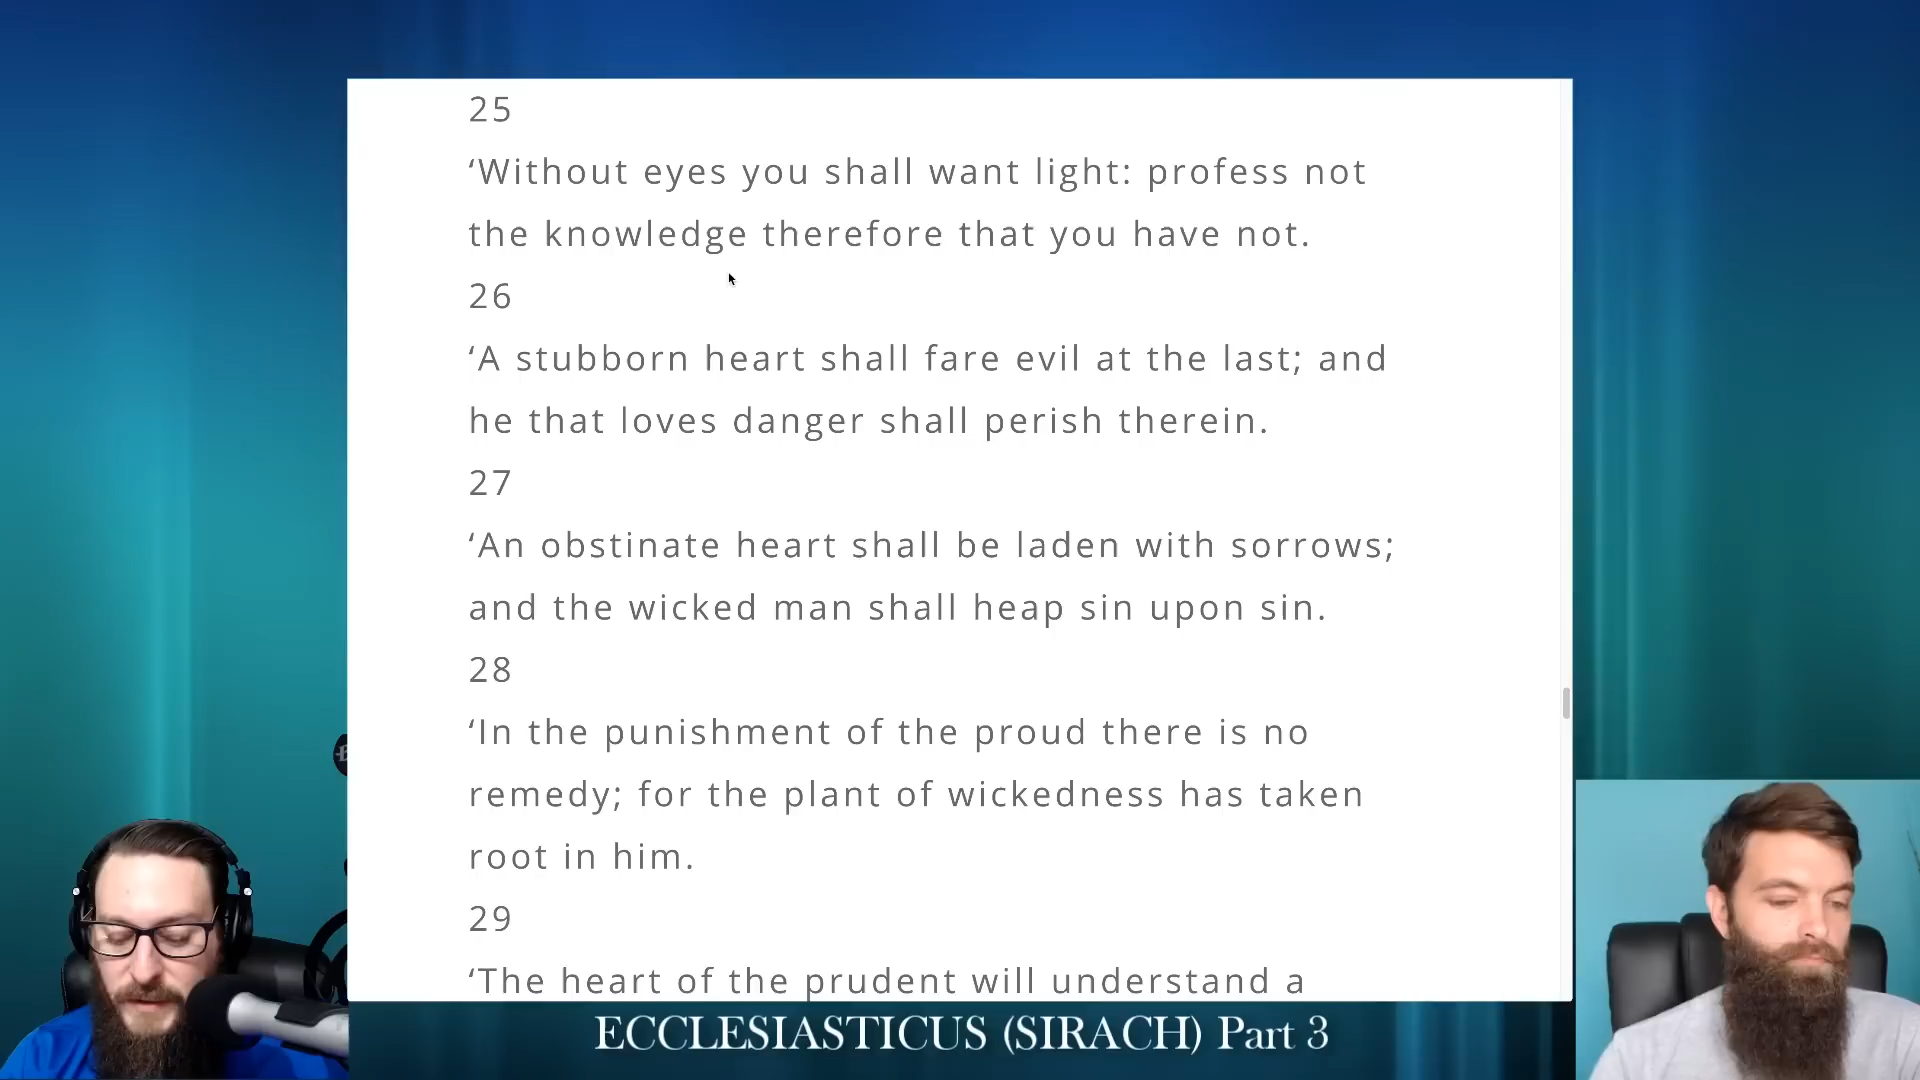 25
‘Without eyes you shall want light: profess not
the knowledge therefore that you have not.
26
‘A stubborn heart shall fare evil at the last; and
he that loves danger shall perish therein.
27
‘An obstinate heart shall be laden with sorrows;
and the wicked man shall heap sin upon sin.
28
‘In the punishment of the proud there is no
remedy; for the plant of wickedness has taken
root in him.
29
‘The heart of the prudent will understand a
ECCLESIASTICUS (SIRACH) Part 3